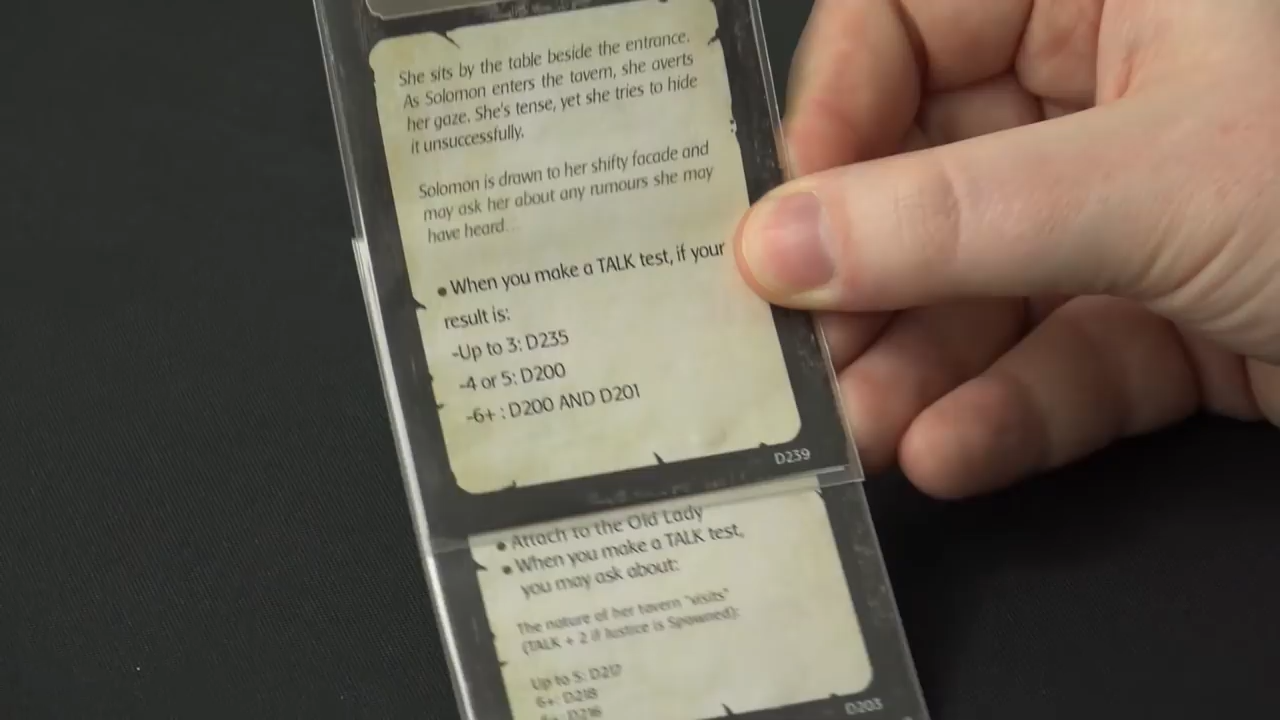 She sits by the table beside the entrance.
As Solomon enters the tavern, she averts
her gaze. She's tense, yet she tries to hide
it unsuccessfully.
Solomon is drawn to her shifty facade and
may ask her about any rumours she may
have heard...
• When you make a TALK test, if your
result is:
-Up to 3: D235
-4 or 5: D200
-6+ : D200 AND D201
D239
• Attach to the Old Lady
• When you make a TALK test,
you may ask about:
The nature of her tavern "visits"
(TALK + 2 if Justice is Spawned):
Up to 5: D217
6+: D218
D216
D203